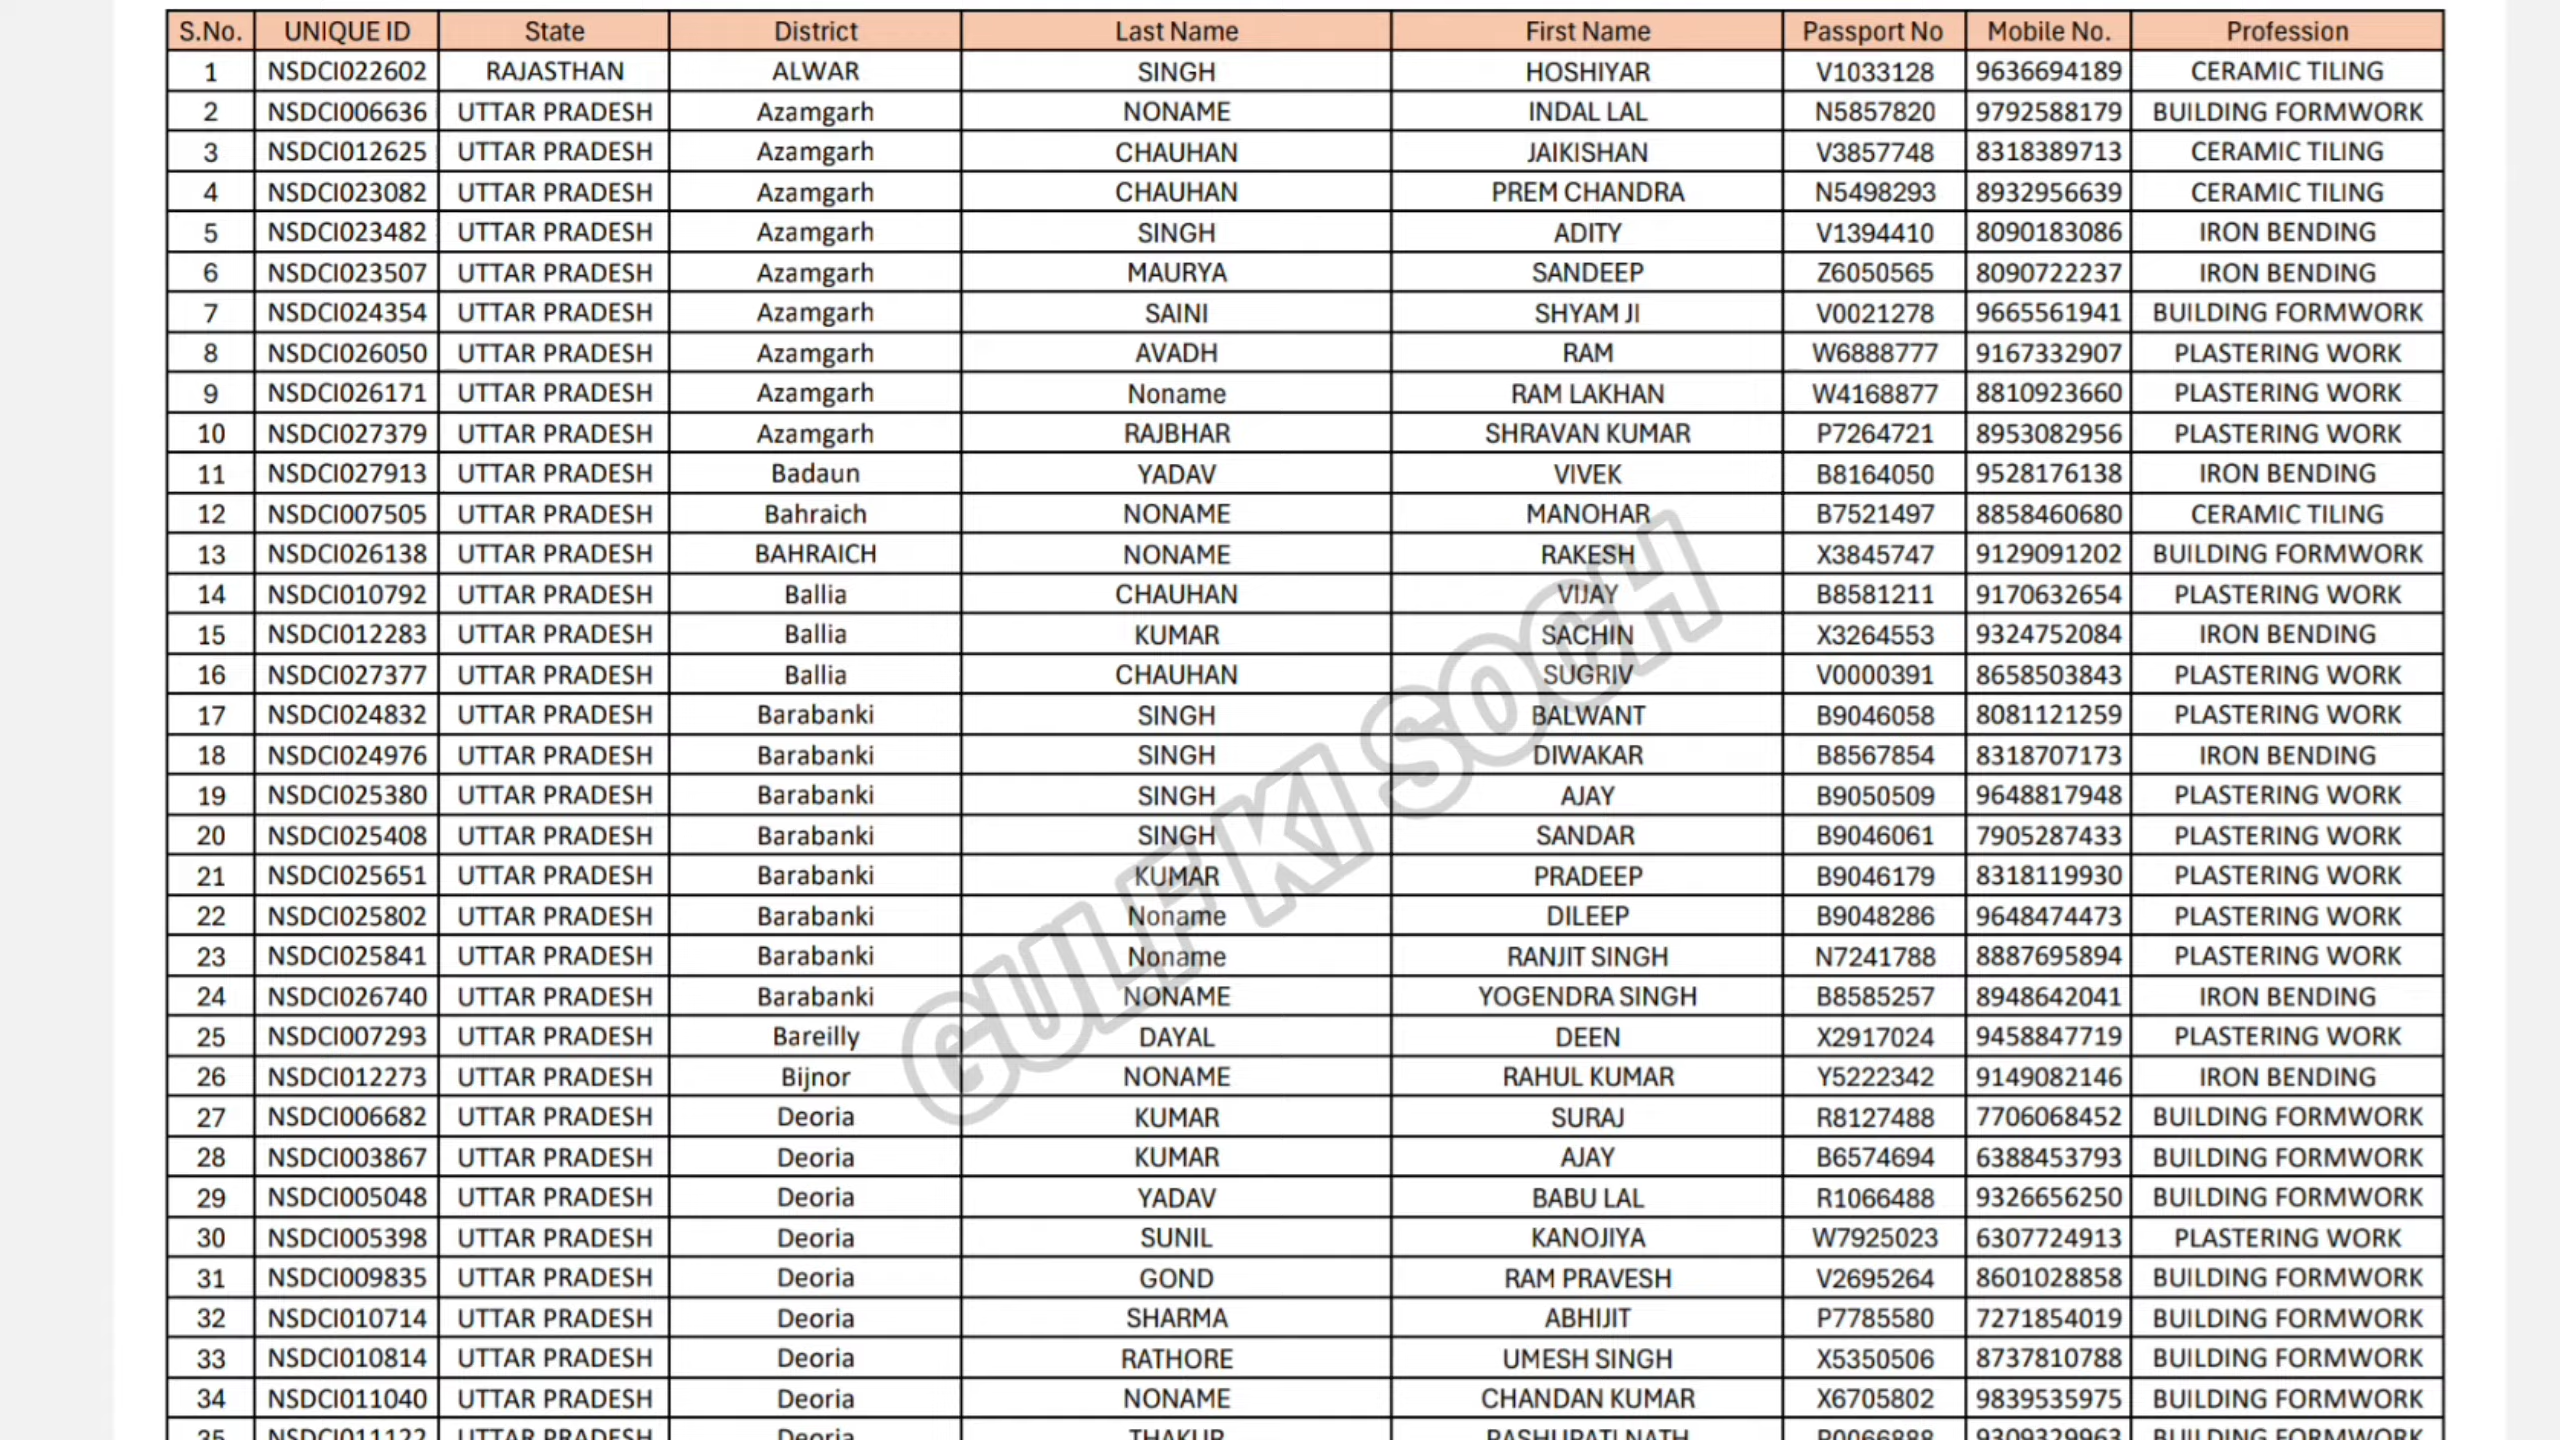 S.No. UNIQUE ID State District Last Name First Name Passport No Mobile No. Profession
1 NSDCI022602 RAJASTHAN ALWAR SINGH HOSHIYAR V1033128 9636694189 CERAMIC TILING
2 NSDCI006636 UTTAR PRADESH Azamgarh NONAME INDAL LAL N5857820 9792588179 BUILDING FORMWORK
3 NSDCI012625 UTTAR PRADESH Azamgarh CHAUHAN JAIKISHAN V3857748 8318389713 CERAMIC TILING
4 NSDCI023082 UTTAR PRADESH Azamgarh CHAUHAN PREM CHANDRA N5498293 8932956639 CERAMIC TILING
5 NSDCI023482 UTTAR PRADESH Azamgarh SINGH ADITY V1394410 8090183086 IRON BENDING
6 NSDCI023507 UTTAR PRADESH Azamgarh MAURYA SANDEEP Z6050565 8090722237 IRON BENDING
7 NSDCI024354 UTTAR PRADESH Azamgarh SAINI SHYAM JI V0021278 9665561941 BUILDING FORMWORK
8 NSDCI026050 UTTAR PRADESH Azamgarh AVADH RAM W6888777 9167332907 PLASTERING WORK
9 NSDCI026171 UTTAR PRADESH Azamgarh Noname RAM LAKHAN W4168877 8810923660 PLASTERING WORK
10 NSDCI027379 UTTAR PRADESH Azamgarh RAJBHAR SHRAVAN KUMAR P7264721 8953082956 PLASTERING WORK
11 NSDCI027913 UTTAR PRADESH Badaun YADAV VIVEK B8164050 9528176138 IRON BENDING
12 NSDCI007505 UTTAR PRADESH Bahraich NONAME MANOHAR B7521497 8858460680 CERAMIC TILING
13 NSDCI026138 UTTAR PRADESH BAHRAICH NONAME RAKESH X3845747 9129091202 BUILDING FORMWORK
14 NSDCI010792 UTTAR PRADESH Ballia CHAUHAN VIJAY B8581211 9170632654 PLASTERING WORK
15 NSDCI012283 UTTAR PRADESH Ballia KUMAR SACHIN X3264553 9324752084 IRON BENDING
16 NSDCI027377 UTTAR PRADESH Ballia CHAUHAN SUGRIV V0000391 8658503843 PLASTERING WORK
17 NSDCI024832 UTTAR PRADESH Barabanki SINGH BALWANT B9046058 8081121259 PLASTERING WORK
18 NSDCI024976 UTTAR PRADESH Barabanki SINGH DIWAKAR B8567854 8318707173 IRON BENDING
19 NSDCI025380 UTTAR PRADESH Barabanki SINGH AJAY B9050509 9648817948 PLASTERING WORK
20 NSDCI025408 UTTAR PRADESH Barabanki SINGH SANDAR B9046061 7905287433 PLASTERING WORK
21 NSDCI025651 UTTAR PRADESH Barabanki KUMAR PRADEEP B9046179 8318119930 PLASTERING WORK
22 NSDCI025802 UTTAR PRADESH Barabanki Noname DILEEP B9048286 9648474473 PLASTERING WORK
23 NSDCI025841 UTTAR PRADESH Barabanki Noname RANJIT SINGH N7241788 8887695894 PLASTERING WORK
24 NSDCI026740 UTTAR PRADESH Barabanki NONAME YOGENDRA SINGH B8585257 8948642041 IRON BENDING
25 NSDCI007293 UTTAR PRADESH Bareilly DAYAL DEEN X2917024 9458847719 PLASTERING WORK
26 NSDCI012273 UTTAR PRADESH Bijnor NONAME RAHUL KUMAR Y5222342 9149082146 IRON BENDING
27 NSDCI006682 UTTAR PRADESH Deoria KUMAR SURAJ R8127488 7706068452 BUILDING FORMWORK
28 NSDCI003867 UTTAR PRADESH Deoria KUMAR AJAY B6574694 6388453793 BUILDING FORMWORK
29 NSDCI005048 UTTAR PRADESH Deoria YADAV BABU LAL R1066488 9326656250 BUILDING FORMWORK
30 NSDCI005398 UTTAR PRADESH Deoria SUNIL KANOJIYA W7925023 6307724913 PLASTERING WORK
31 NSDCI009835 UTTAR PRADESH Deoria GOND RAM PRAVESH V2695264 8601028858 BUILDING FORMWORK
32 NSDCI010714 UTTAR PRADESH Deoria SHARMA ABHIJIT P7785580 7271854019 BUILDING FORMWORK
33 NSDCI010814 UTTAR PRADESH Deoria RATHORE UMESH SINGH X5350506 8737810788 BUILDING FORMWORK
34 NSDCI011040 UTTAR PRADESH Deoria NONAME CHANDAN KUMAR X6705802 9839535975 BUILDING FORMWORK
35 NSDCI011122 UTTAR PRADESH Deoria THAKUR PASHUPATI NATH 9309329963 BUILDING FORMWORK
GULF KI SOCH